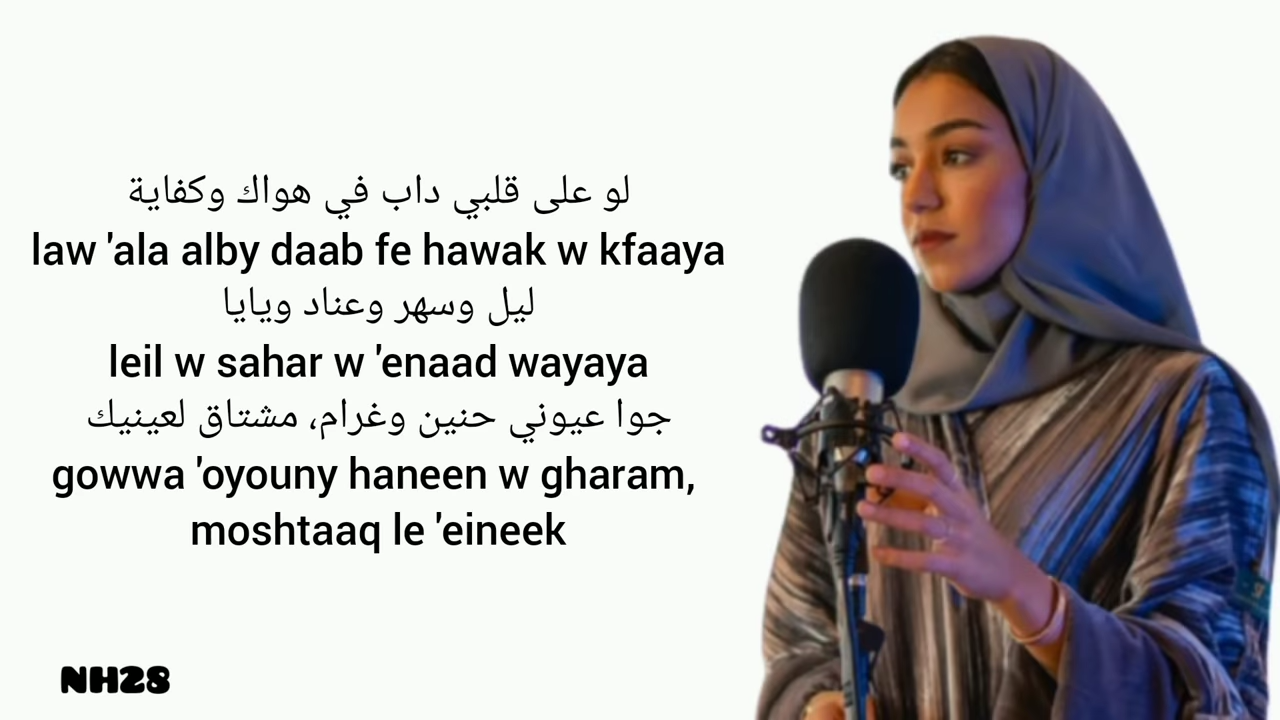 لو على قلبي داب في هواك وكفاية
law 'ala alby daab fe hawak w kfaaya
ليل وسهر وعناد ويايا
leil w sahar w 'enaad wayaya
جوا عيوني حنين وغرام، مشتاق لعينيك
gowwa 'oyouny haneen w gharam,
moshtaaq le 'eineek
NH28